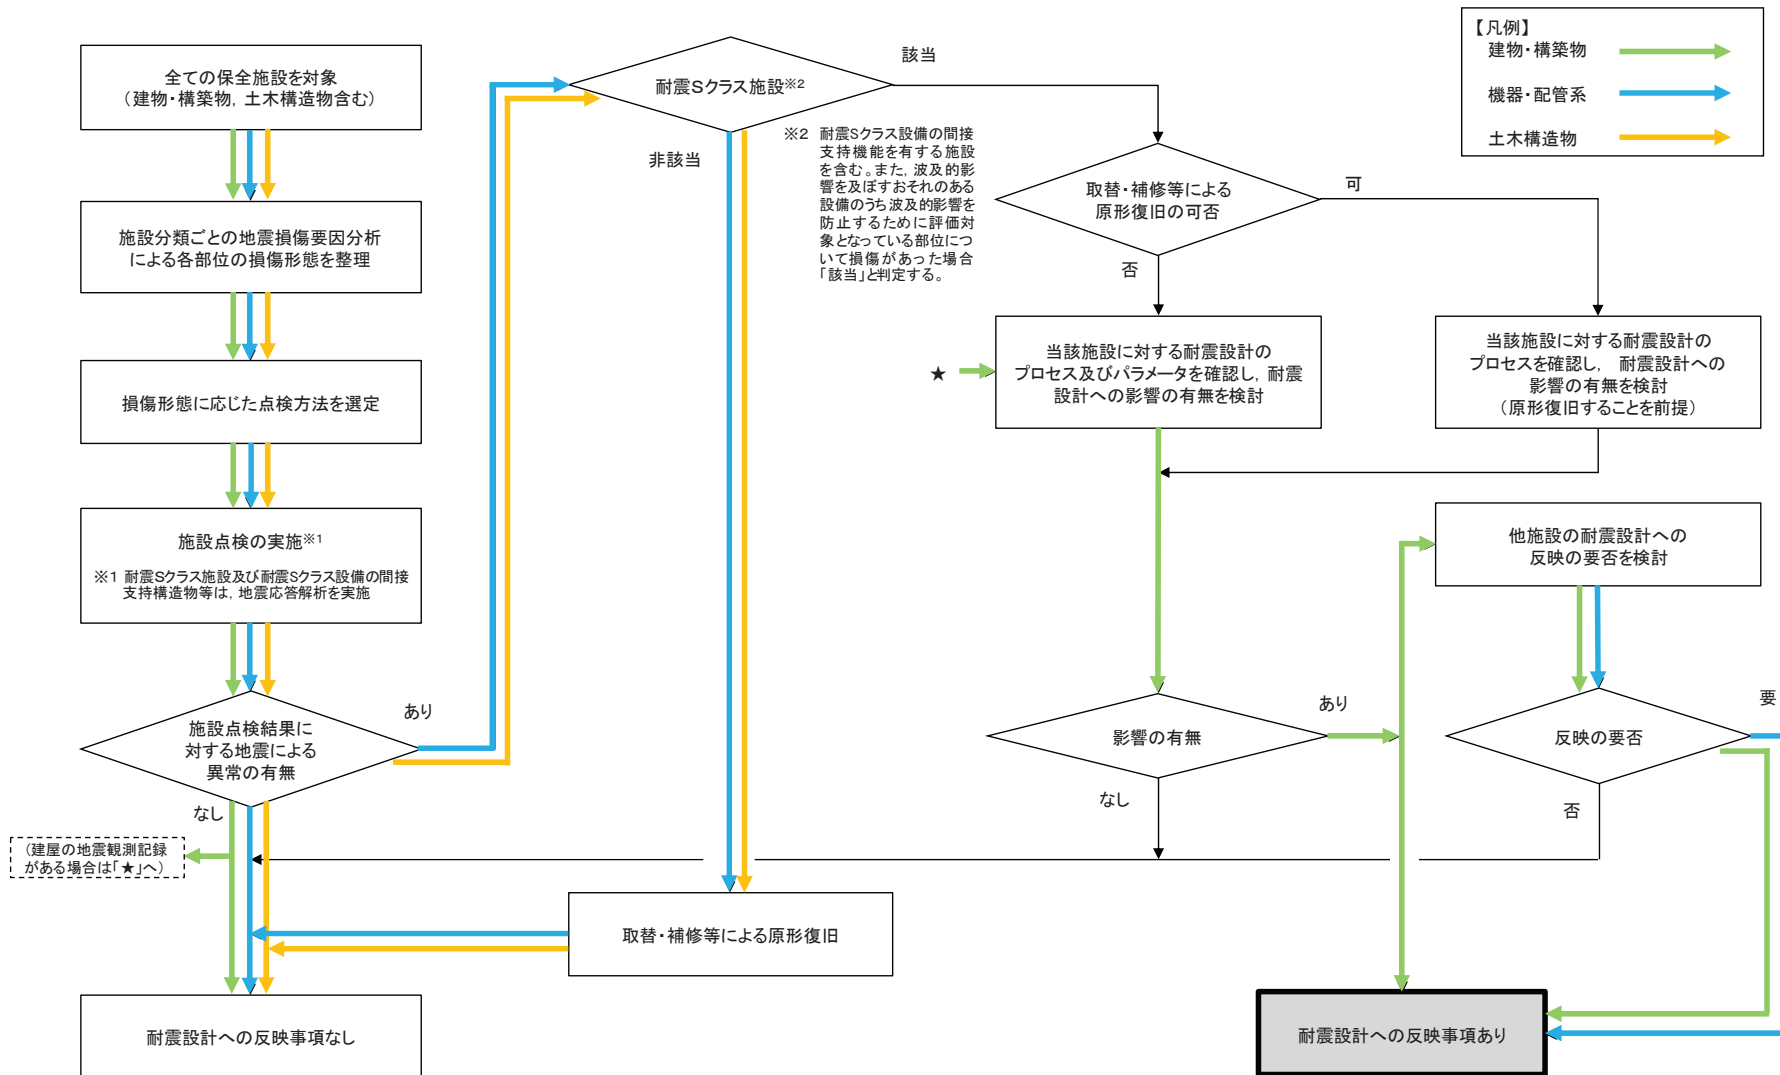 全ての保全施設を対象
（建物・構築物，土木構造物含む）
施設分類ごとの地震損傷要因分析
による各部位の損傷形態を整理
損傷形態に応じた点検方法を選定
施設点検の実施※1
※1 耐震Sクラス施設及び耐震Sクラス設備の間接
支持構造物等は，地震応答解析を実施
施設点検結果に
対する地震による
異常の有無
あり
なし
（建屋の地震観測記録
がある場合は「★」へ）
耐震設計への反映事項なし
耐震Sクラス施設※2
該当
非該当
※2 耐震Sクラス設備の間接
支持機能を有する施設
を含む。また，波及的影
響を及ぼすおそれのある
設備のうち波及的影響を
防止するために評価対
象となっている部位につ
いて損傷があった場合
「該当」と判定する。
取替・補修等による原形復旧
取替・補修等による
原形復旧の可否
可
否
★
当該施設に対する耐震設計の
プロセス及びパラメータを確認し，耐震
設計への影響の有無を検討
当該施設に対する耐震設計の
プロセスを確認し， 耐震設計への
影響の有無を検討
（原形復旧することを前提）
影響の有無
あり
なし
他施設の耐震設計への
反映の要否を検討
反映の要否
要
否
耐震設計への反映事項あり
【凡例】
建物・構築物
機器・配管系
土木構造物